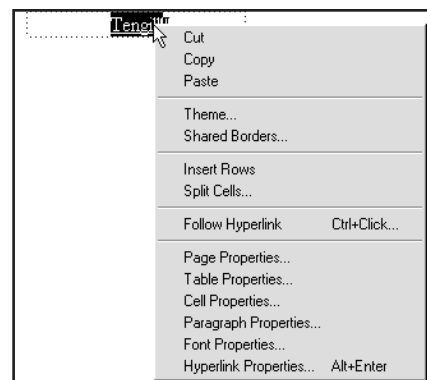 Cut
Copy
Paste
Theme...
Shared Borders...
Insert Rows
Split Cells...
Follow Hyperlink Ctrl+Click...
Page Properties...
Table Properties...
Cell Properties...
Paragraph Properties...
Font Properties...
Hyperlink Properties... Alt+Enter